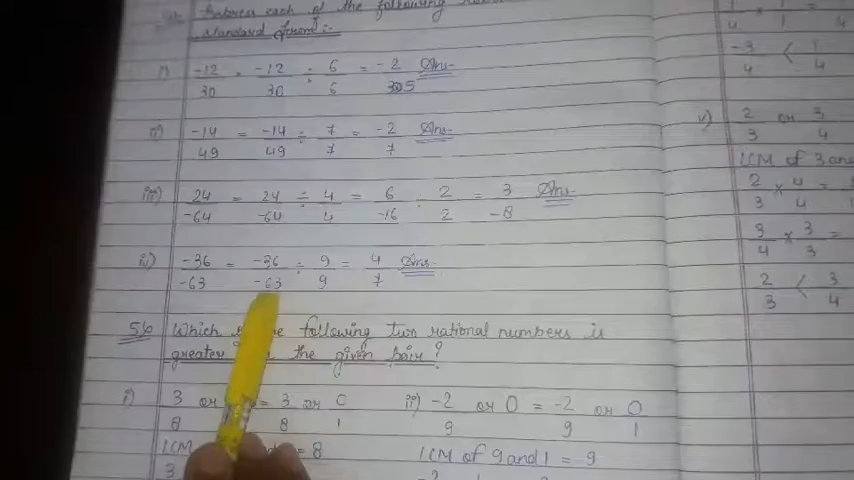 each of the following
standard from :-
i) -12/30 = -12/30 ÷ 6/6 = -2/5 Ans-
ii) -14/49 = -14/49 ÷ 7/7 = -2/7 Ans-
iii) 24/-64 = 24/-64 ÷ 4/4 = 6/-16 ÷ 2/2 = 3/-8 Ans-
iv) -36/-63 = -36/-63 ÷ 9/9 = 4/7 Ans-
Which following two rational numbers is
greater the given pair ?
i) 3/8 or = 3/8 or 0/1 ii) -2/9 or 0 = -2/9 or 0/1
LCM = 8 LCM of 9 and 1 = 9
3
-3/4 < 1/4
v) 2/3 or 3/4
LCM of 3 and
2/3 × 4/4 =
3/4 × 3/3 =
2/3 < 3/4